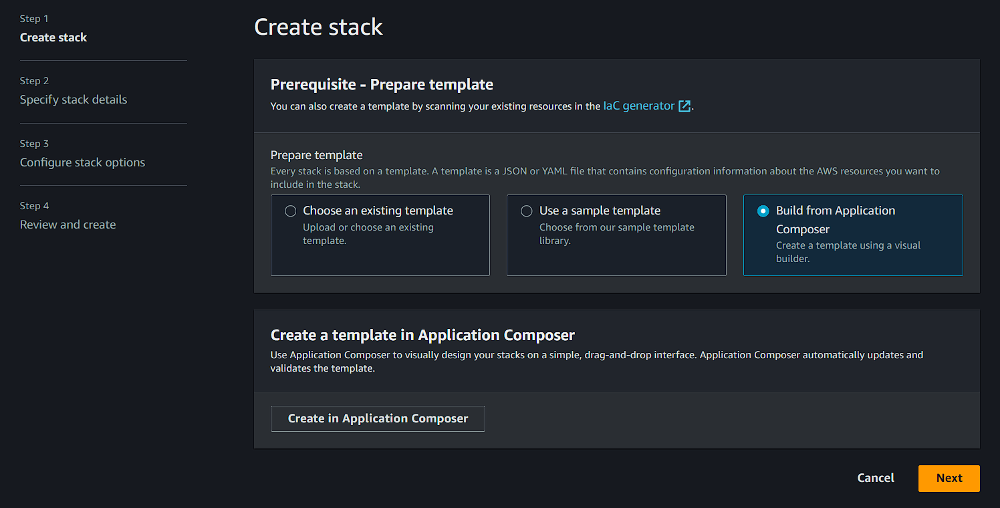 Step 1
Create stack
Step 2
Specify stack details
Step 3
Configure stack options
Step 4
Review and create
Create stack
Prerequisite - Prepare template
You can also create a template by scanning your existing resources in the IaC generator.
Prepare template
Every stack is based on a template. A template is a JSON or YAML file that contains configuration information about the AWS resources you want to
include in the stack.
Choose an existing template
Upload or choose an existing
template.
Use a sample template
Choose from our sample template
library.
Build from Application
Composer
Create a template using a visual
builder.
Create a template in Application Composer
Use Application Composer to visually design your stacks on a simple, drag-and-drop interface. Application Composer automatically updates and
validates the template.
Create in Application Composer
Cancel
Next